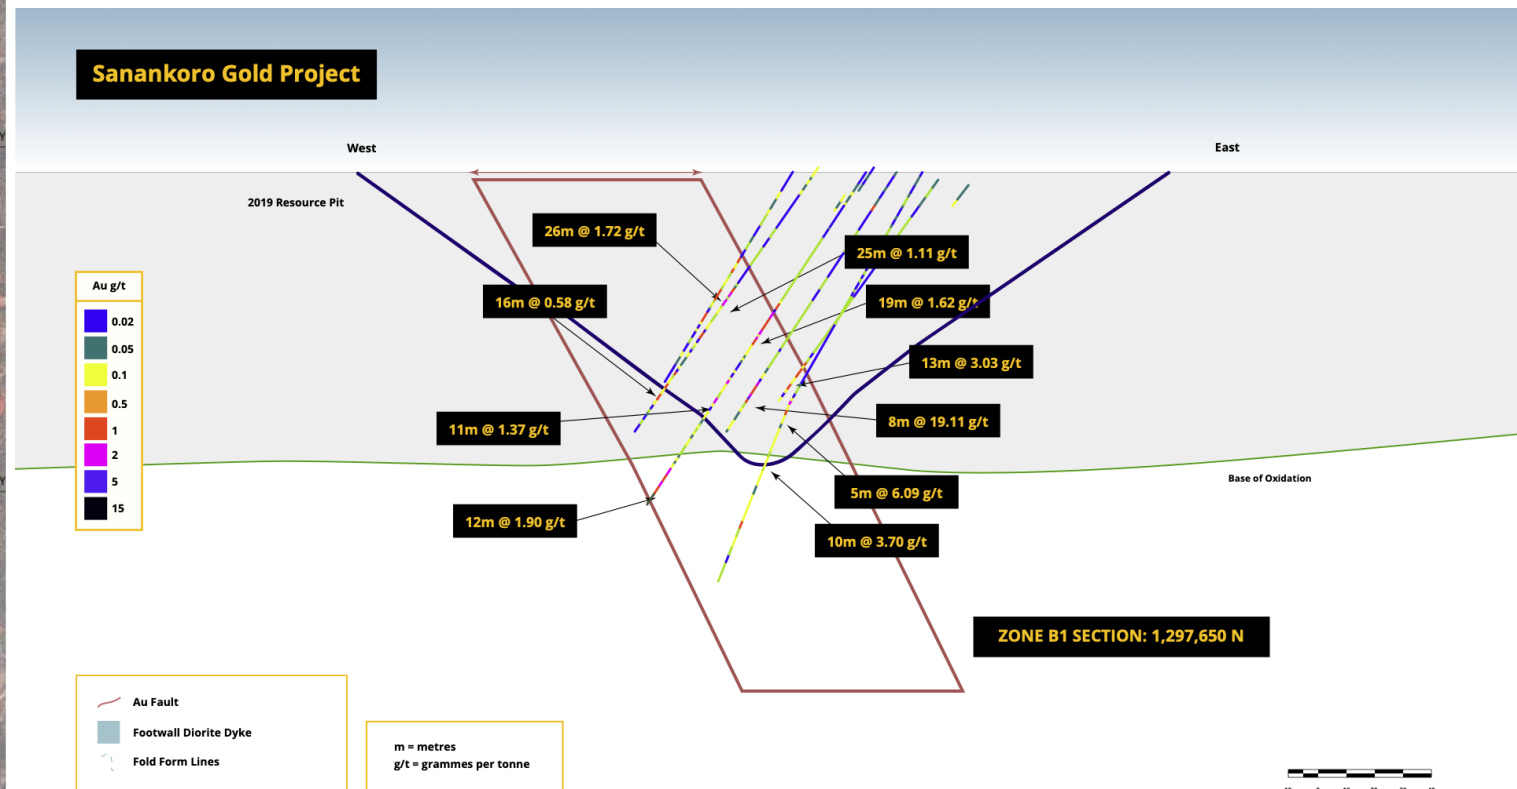 Sanankoro Gold Project
West
East
2019 Resource Pit
26m @ 1.72 g/t
25m @ 1.11 g/t
16m @ 0.58 g/t
19m @ 1.62 g/t
13m @ 3.03 g/t
11m @ 1.37 g/t
8m @ 19.11 g/t
5m @ 6.09 g/t
12m @ 1.90 g/t
10m @ 3.70 g/t
Au g/t
0.02
0.05
0.1
0.5
1
2
5
15
Base of Oxidation
ZONE B1 SECTION: 1,297,650 N
Au Fault
Footwall Diorite Dyke
Fold Form Lines
m = metres
g/t = grammes per tonne